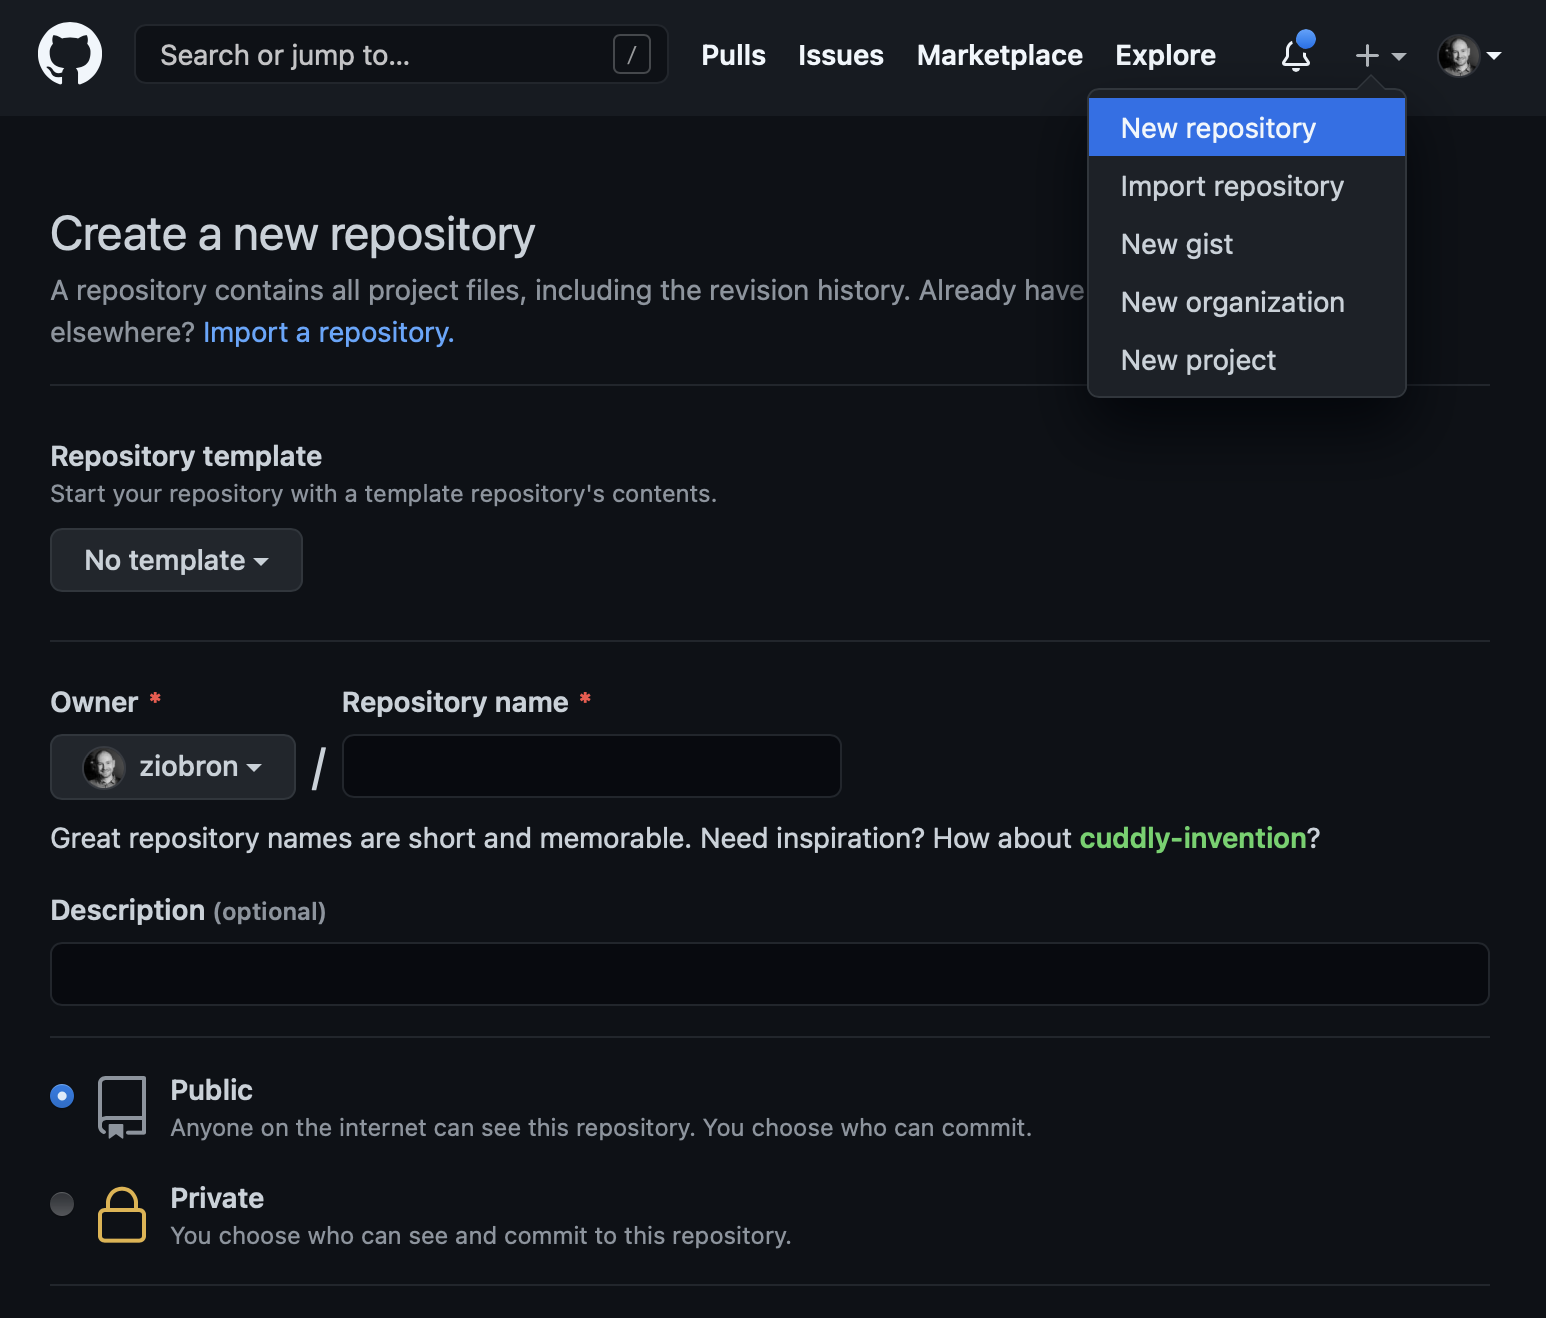 Search or jump to... /
Pulls Issues Marketplace Explore
New repository
Import repository
New gist
New organization
New project
Create a new repository
A repository contains all project files, including the revision history. Already have
elsewhere? Import a repository.
Repository template
Start your repository with a template repository's contents.
No template
Owner * Repository name *
ziobron /
Great repository names are short and memorable. Need inspiration? How about cuddly-invention?
Description (optional)
Public
Anyone on the internet can see this repository. You choose who can commit.
Private
You choose who can see and commit to this repository.